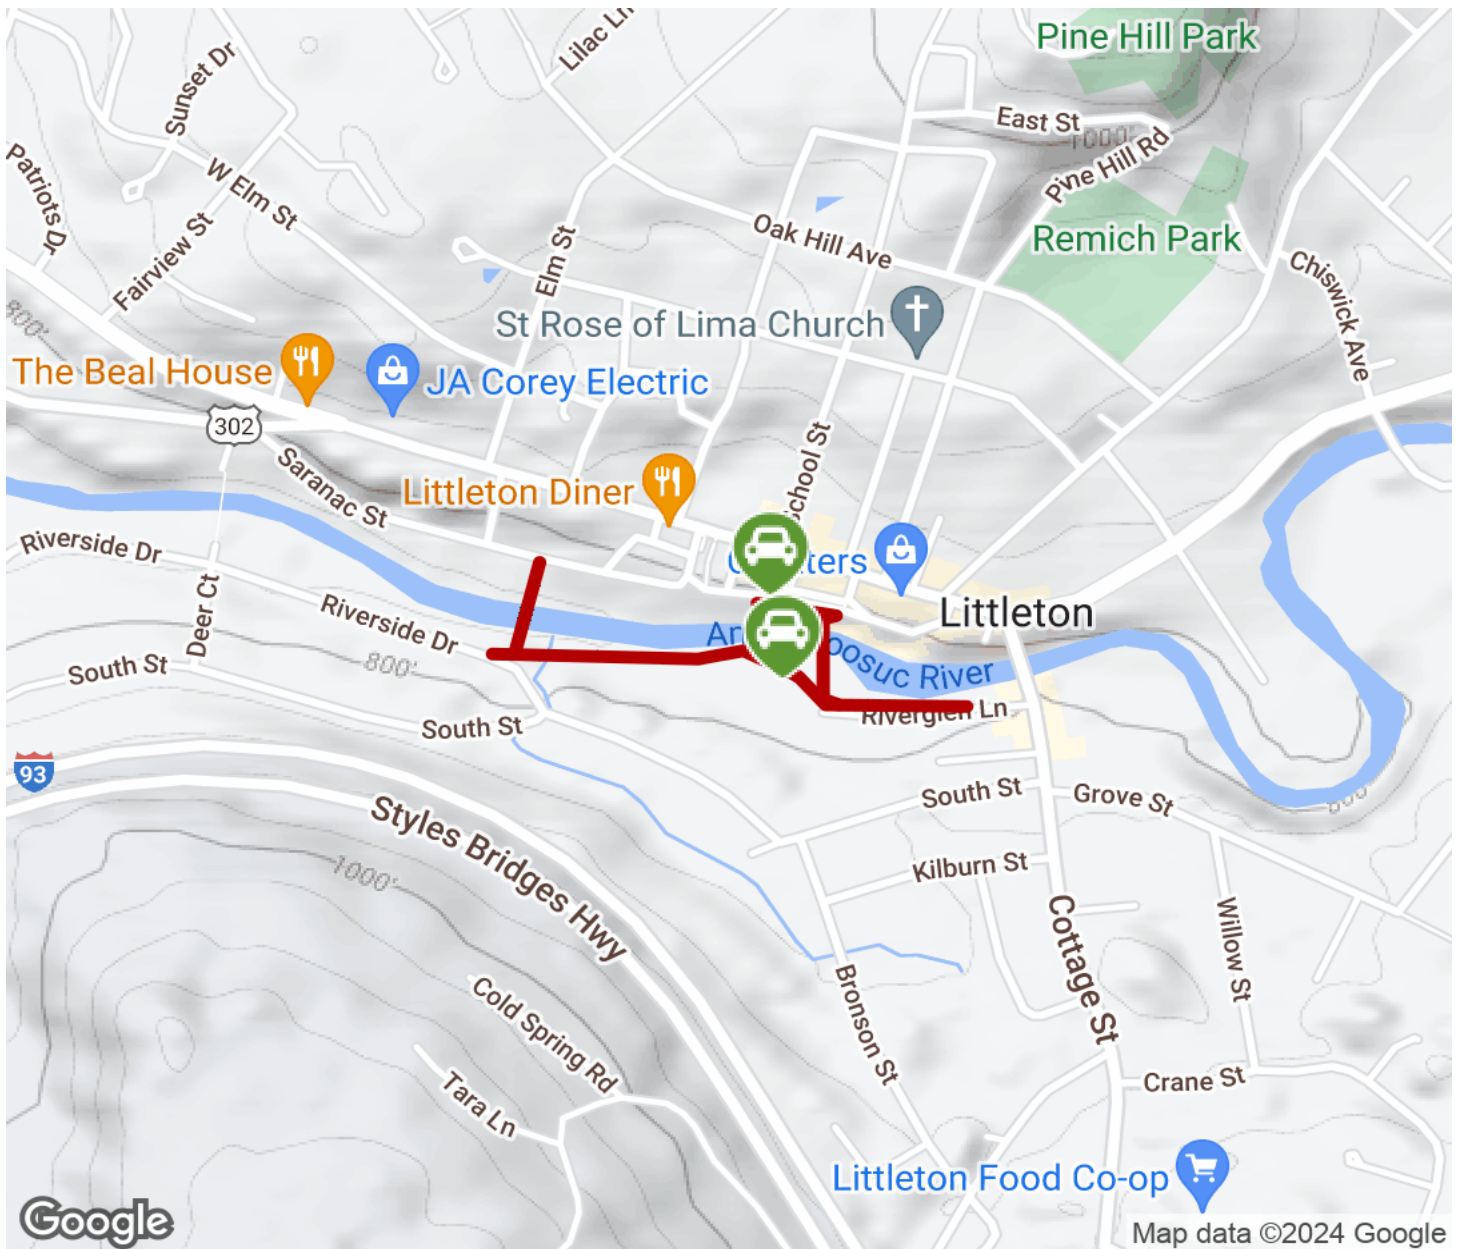 Pine Hill Park
Lilac Ln
Sunset Dr
East St
1000'
Pine Hill Rd
Patriots Dr
W Elm St
Fairview St
Elm St
Oak Hill Ave
Remich Park
Chiswick Ave
800'
St Rose of Lima Church
The Beal House
JA Corey Electric
302
School St
Saranac St
Littleton Diner
Riverside Dr
Deer Ct
Littleton
Riverside Dr
800'
South St
River
Riverglen Ln
South St
93
South St
Grove St
800'
Styles Bridges Hwy
1000'
Kilburn St
Cottage St
Willow St
Bronson St
Cold Spring Rd
Tara Ln
Crane St
Littleton Food Co-op
Google
Map data ©2024 Google